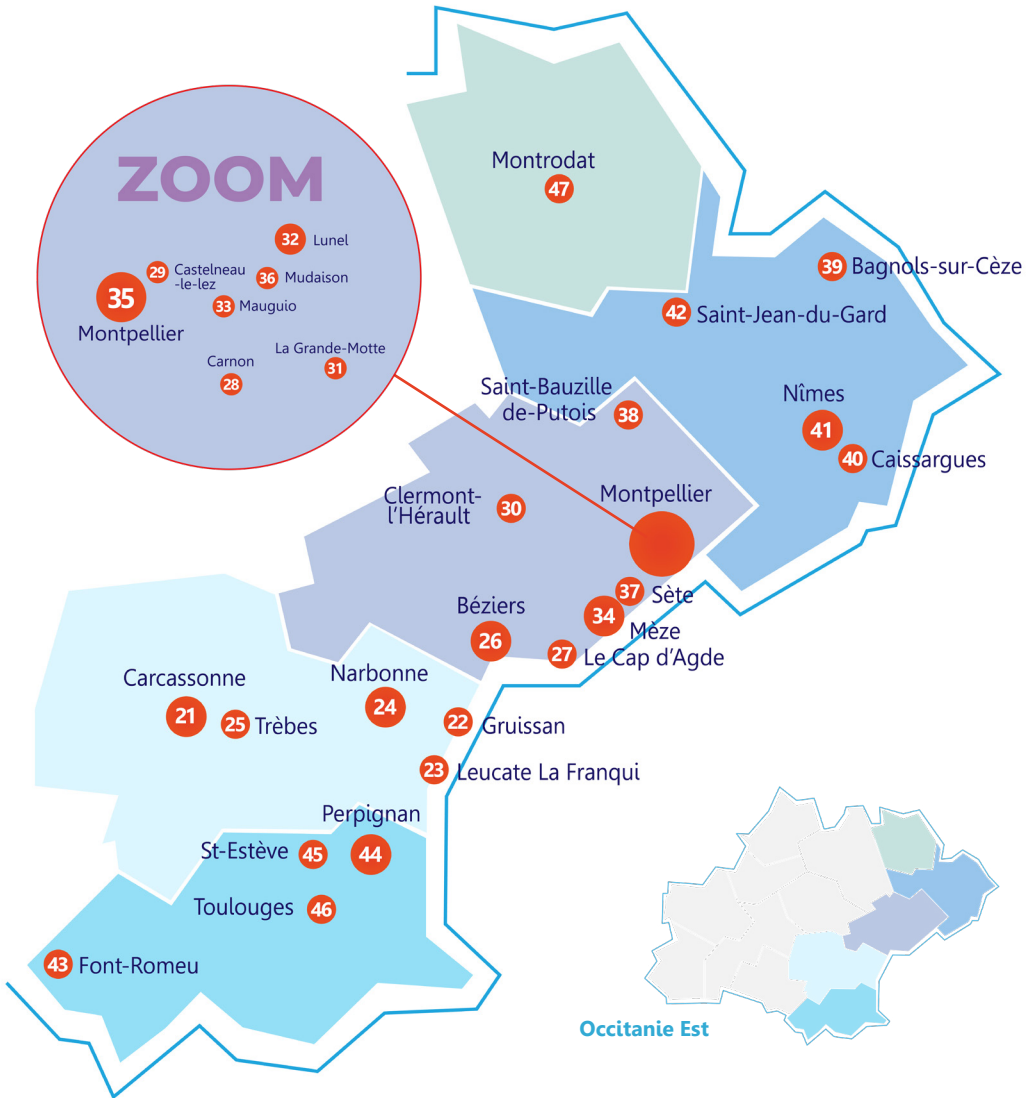 Montrodat
47
ZOOM
32
Lunel
29
Castelneau
-le-lez
36
Mudaison
35
Montpellier
33
Mauguio
Carnon
28
La Grande-Motte
31
39
Bagnols-sur-Cèze
42
Saint-Jean-du-Gard
Saint-Bauzille
de-Putois
38
Nîmes
41
40
Caissargues
Clermont-
l'Hérault
30
Montpellier
37
Sète
34
Mèze
Béziers
26
27
Le Cap d'Agde
Carcassonne
21
25
Trèbes
Narbonne
24
22
Gruissan
23
Leucate La Franqui
Perpignan
44
St-Estève
45
Toulouges
46
43
Font-Romeu
Occitanie Est